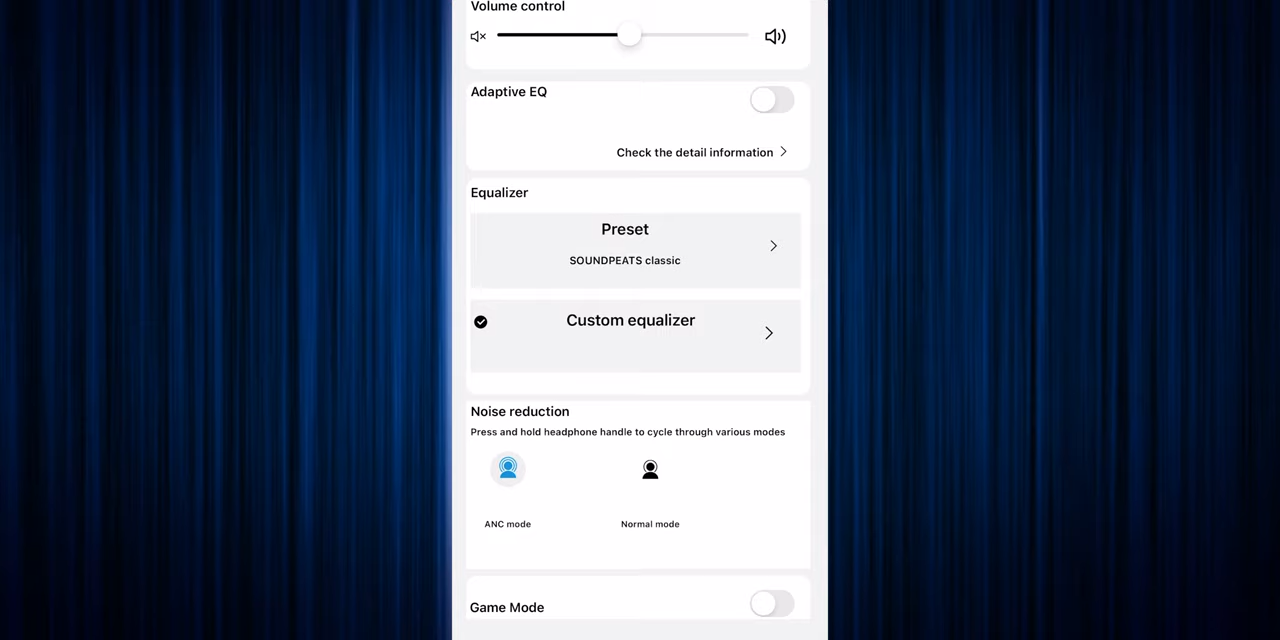 Volume control
Adaptive EQ
Check the detail information
Equalizer
Preset
SOUNDPEATS classic
Custom equalizer
Noise reduction
Press and hold headphone handle to cycle through various modes
ANC mode
Normal mode
Game Mode